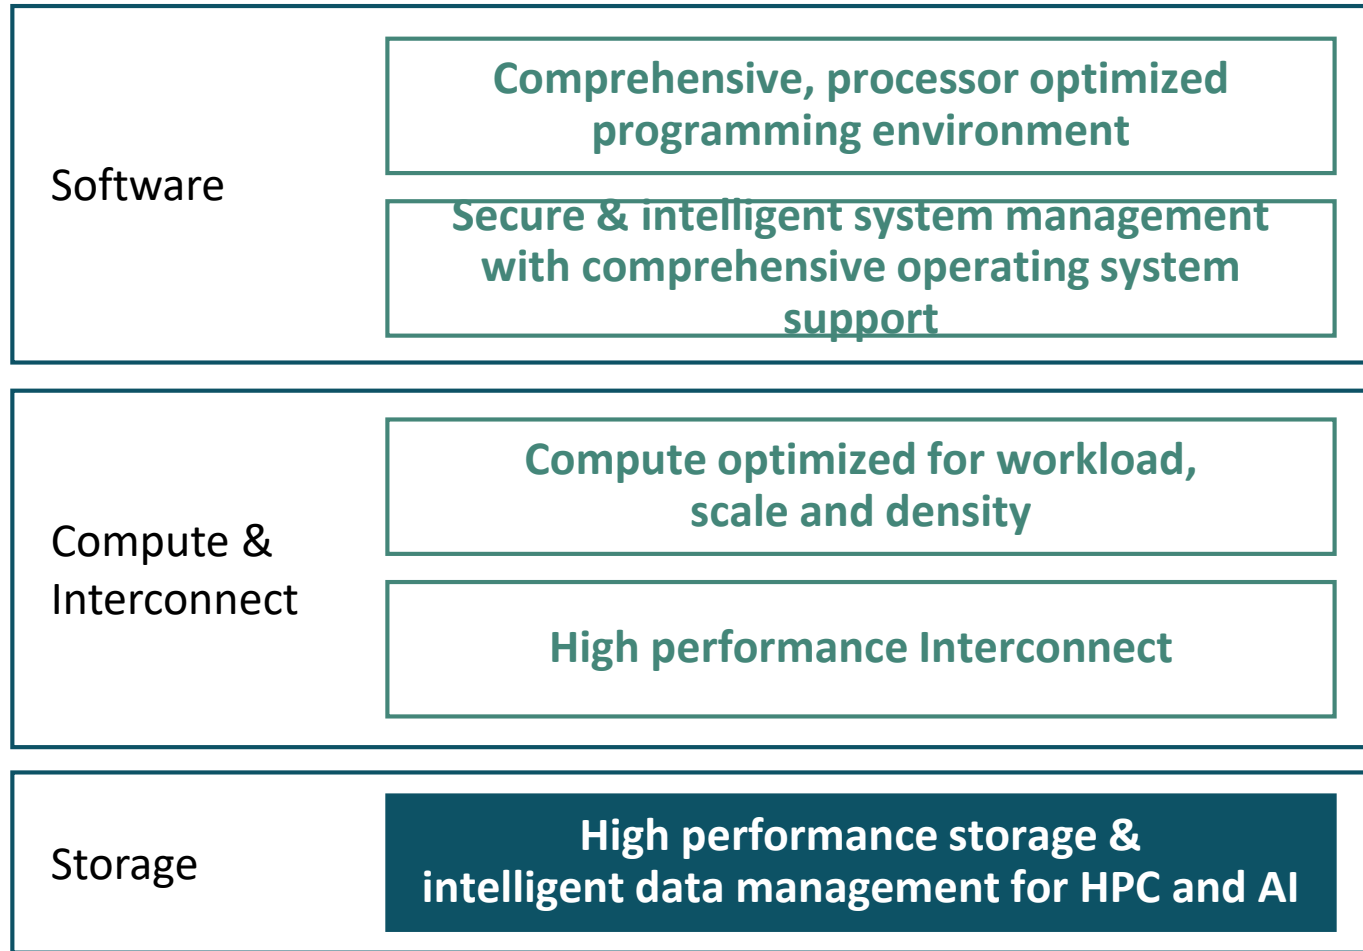 Software
Comprehensive, processor optimized
programming environment
Secure & intelligent system management
with comprehensive operating system
support
Compute &
Interconnect
Compute optimized for workload,
scale and density
High performance Interconnect
Storage
High performance storage &
intelligent data management for HPC and AI